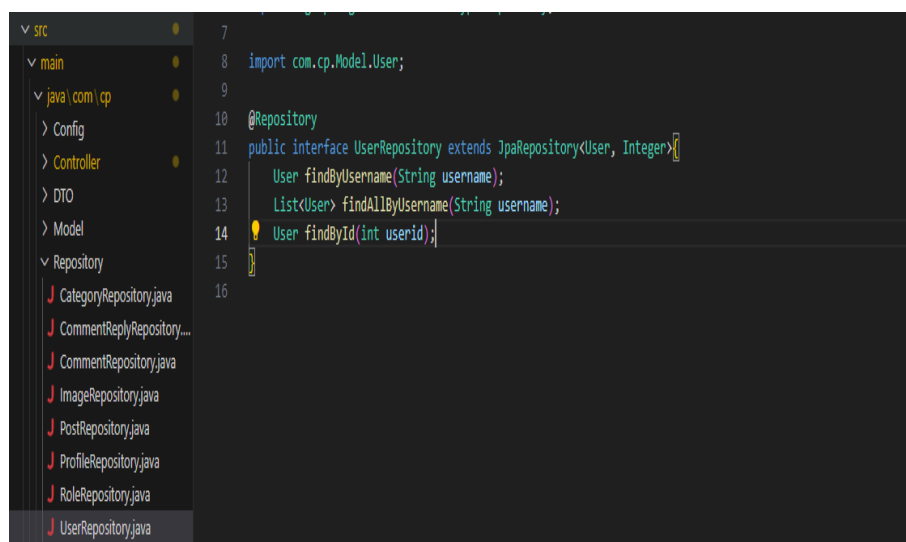 src
main
java\com\cp
Config
Controller
DTO
Model
Repository
CategoryRepository.java
CommentReplyRepository....
CommentRepository.java
ImageRepository.java
PostRepository.java
ProfileRepository.java
RoleRepository.java
UserRepository.java
7
8 import com.cp.Model.User;
9
10 @Repository
11 public interface UserRepository extends JpaRepository<User, Integer>{
12 User findByUsername(String username);
13 List<User> findAllByUsername(String username);
14 User findById(int userid);
15 }
16